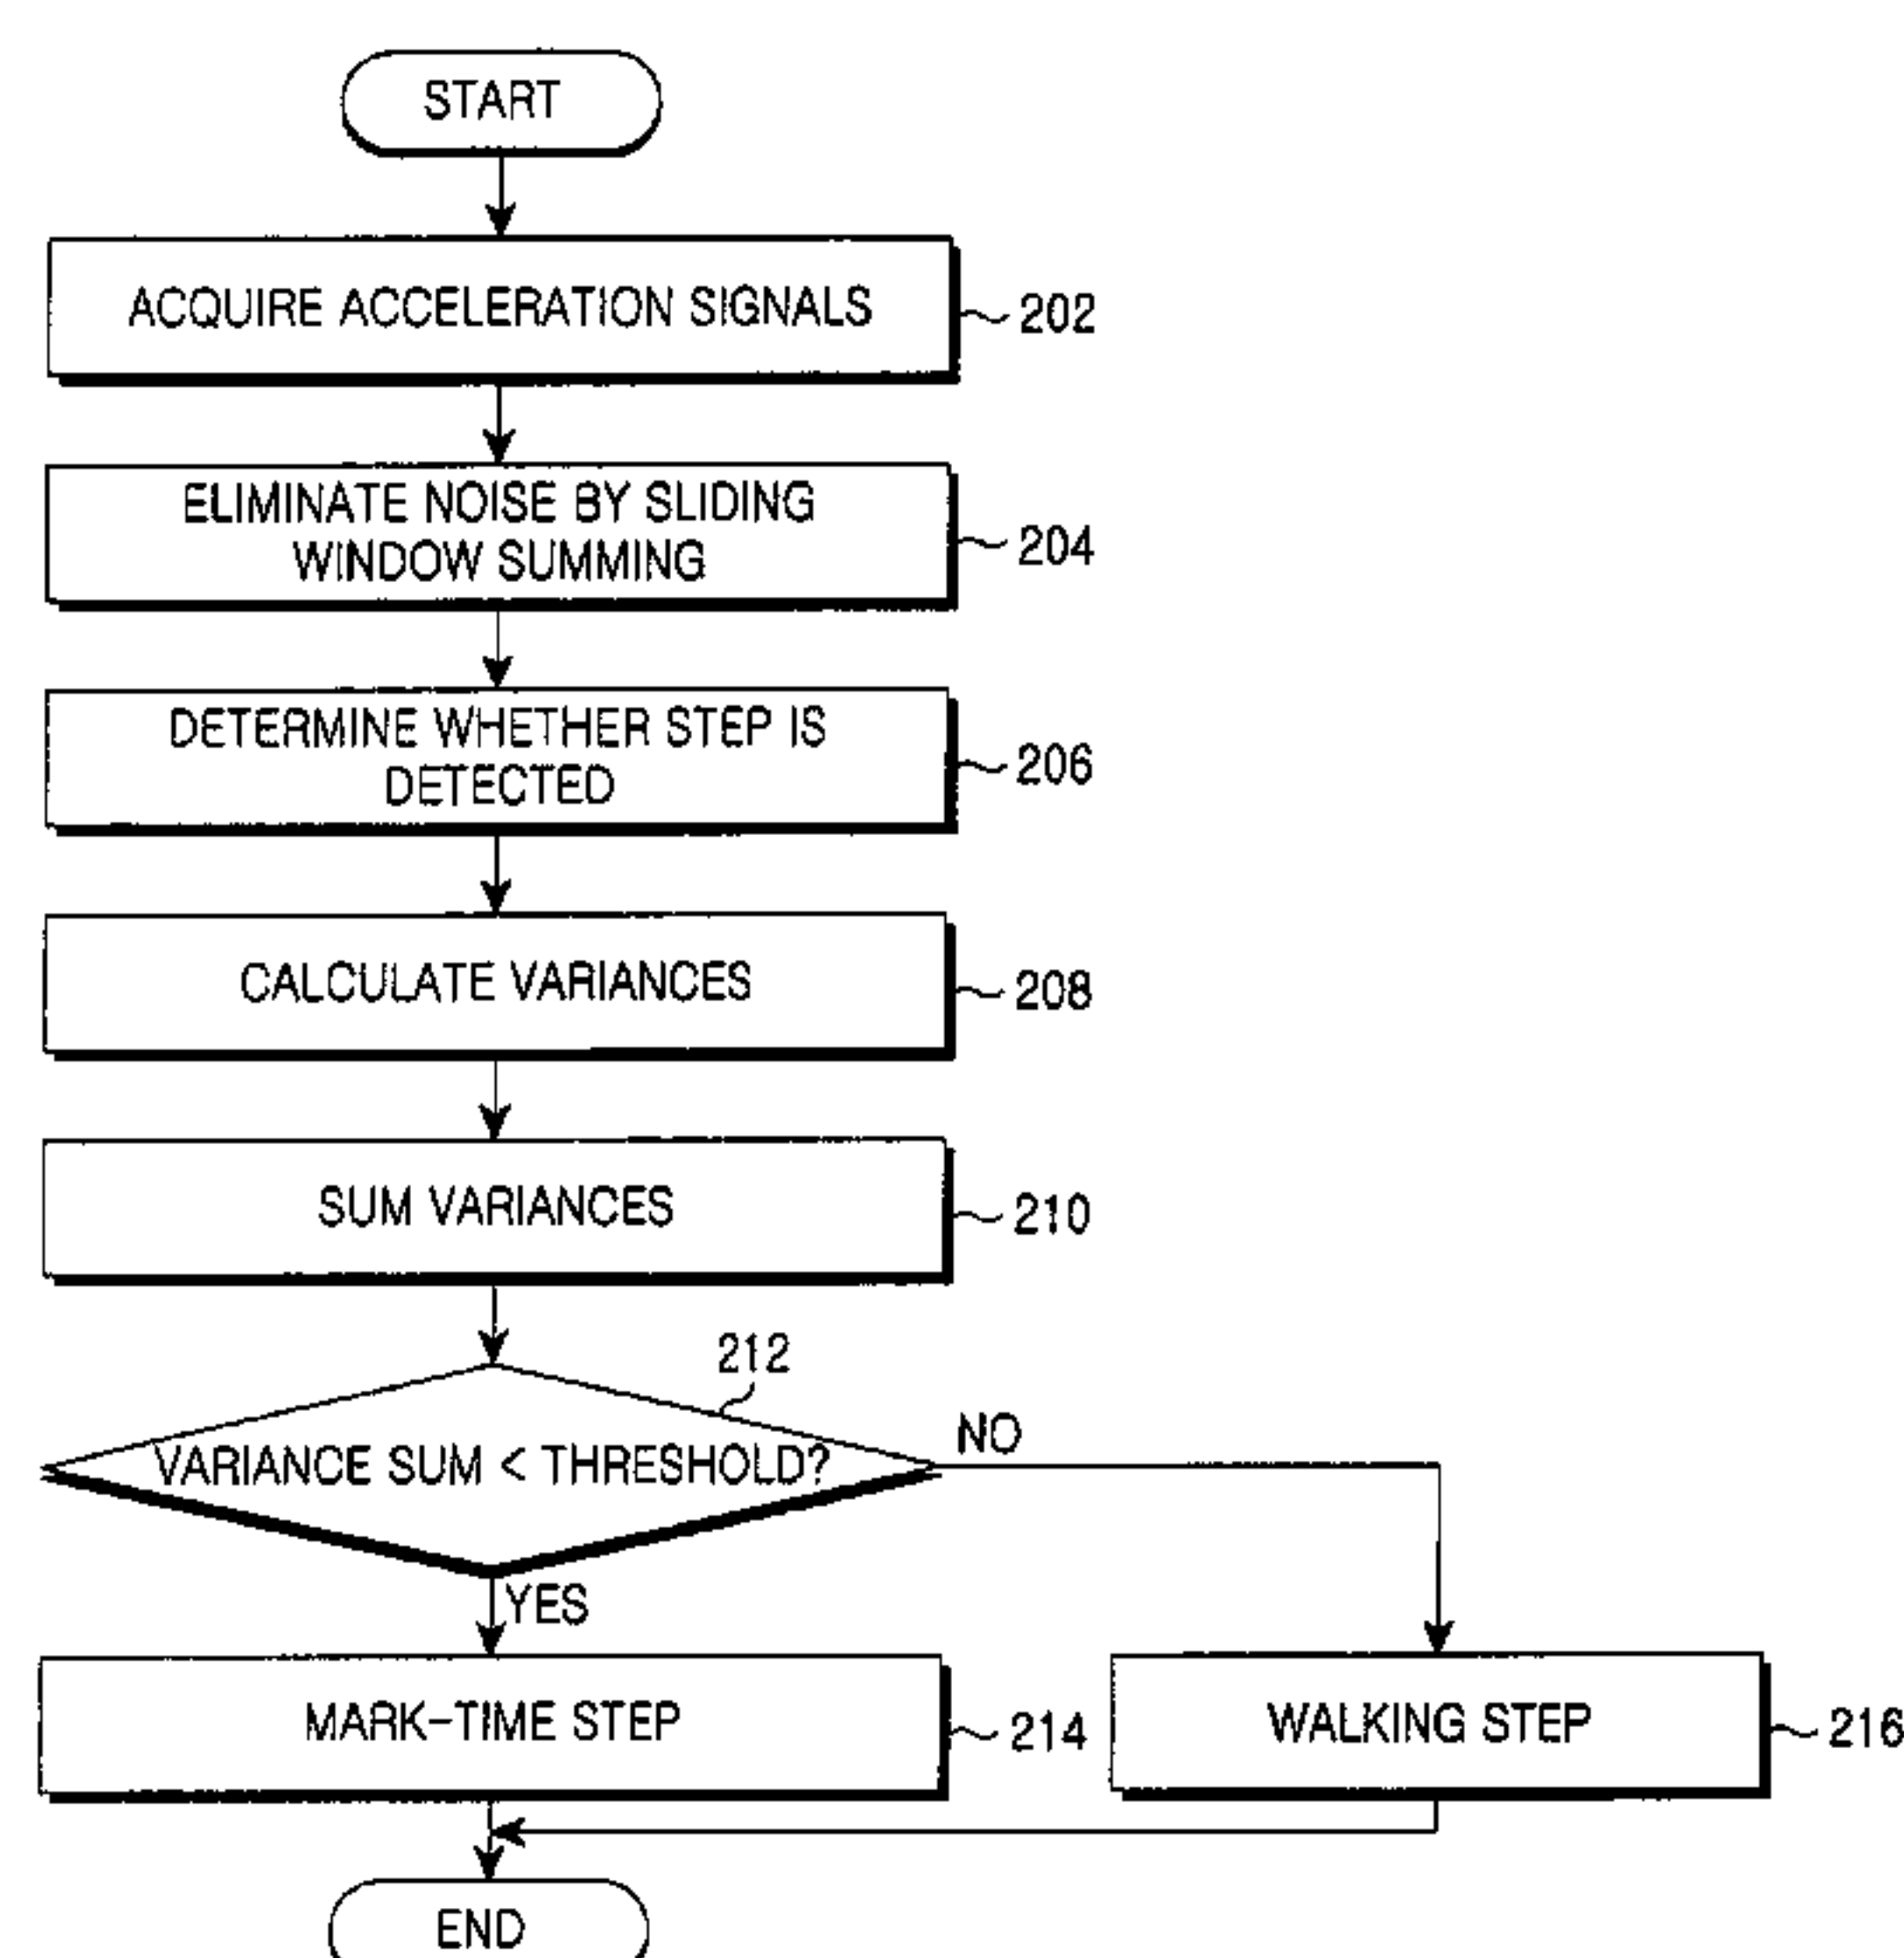 START
ACQUIRE ACCELERATION SIGNALS
202
ELIMINATE NOISE BY SLIDING
WINDOW SUMMING
204
DETERMINE WHETHER STEP IS
DETECTED
206
CALCULATE VARIANCES
208
SUM VARIANCES
210
212
VARIANCE SUM < THRESHOLD?
NO
YES
MARK-TIME STEP
214
WALKING STEP
216
END